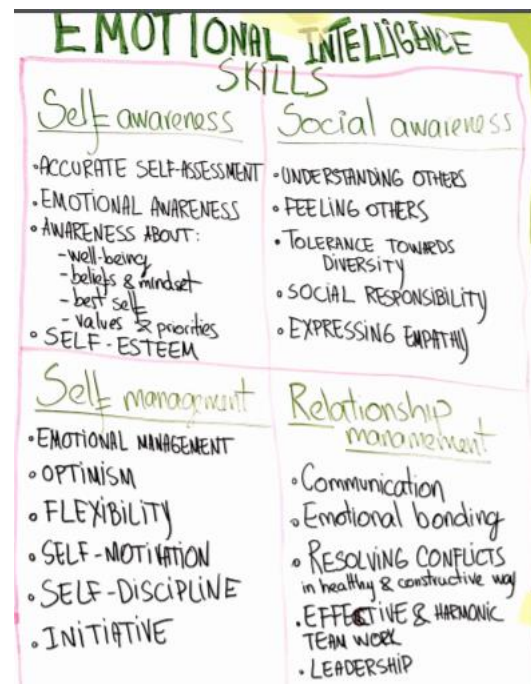 EMOTIONAL INTELLIGENCE
SKILLS
Self awareness
• ACCURATE SELF-ASSESSMENT
• EMOTIONAL AWARENESS
• AWARENESS ABOUT:
- well-being
- beliefs & mindset
- best self
- values & priorities
• SELF-ESTEEM
Social awareness
• UNDERSTANDING OTHERS
• FEELING OTHERS
• TOLERANCE TOWARDS
DIVERSITY
• SOCIAL RESPONSIBILITY
• EXPRESSING EMPATHY
Self management
• EMOTIONAL MANAGEMENT
• OPTIMISM
• FLEXIBILITY
• SELF-MOTIVATION
• SELF-DISCIPLINE
• INITIATIVE
Relationship
manamement
• Communication
• Emotional bonding
• RESOLVING CONFLICTS
in healthy & constructive way
• EFFECTIVE & HARMONIC
TEAM WORK
• LEADERSHIP